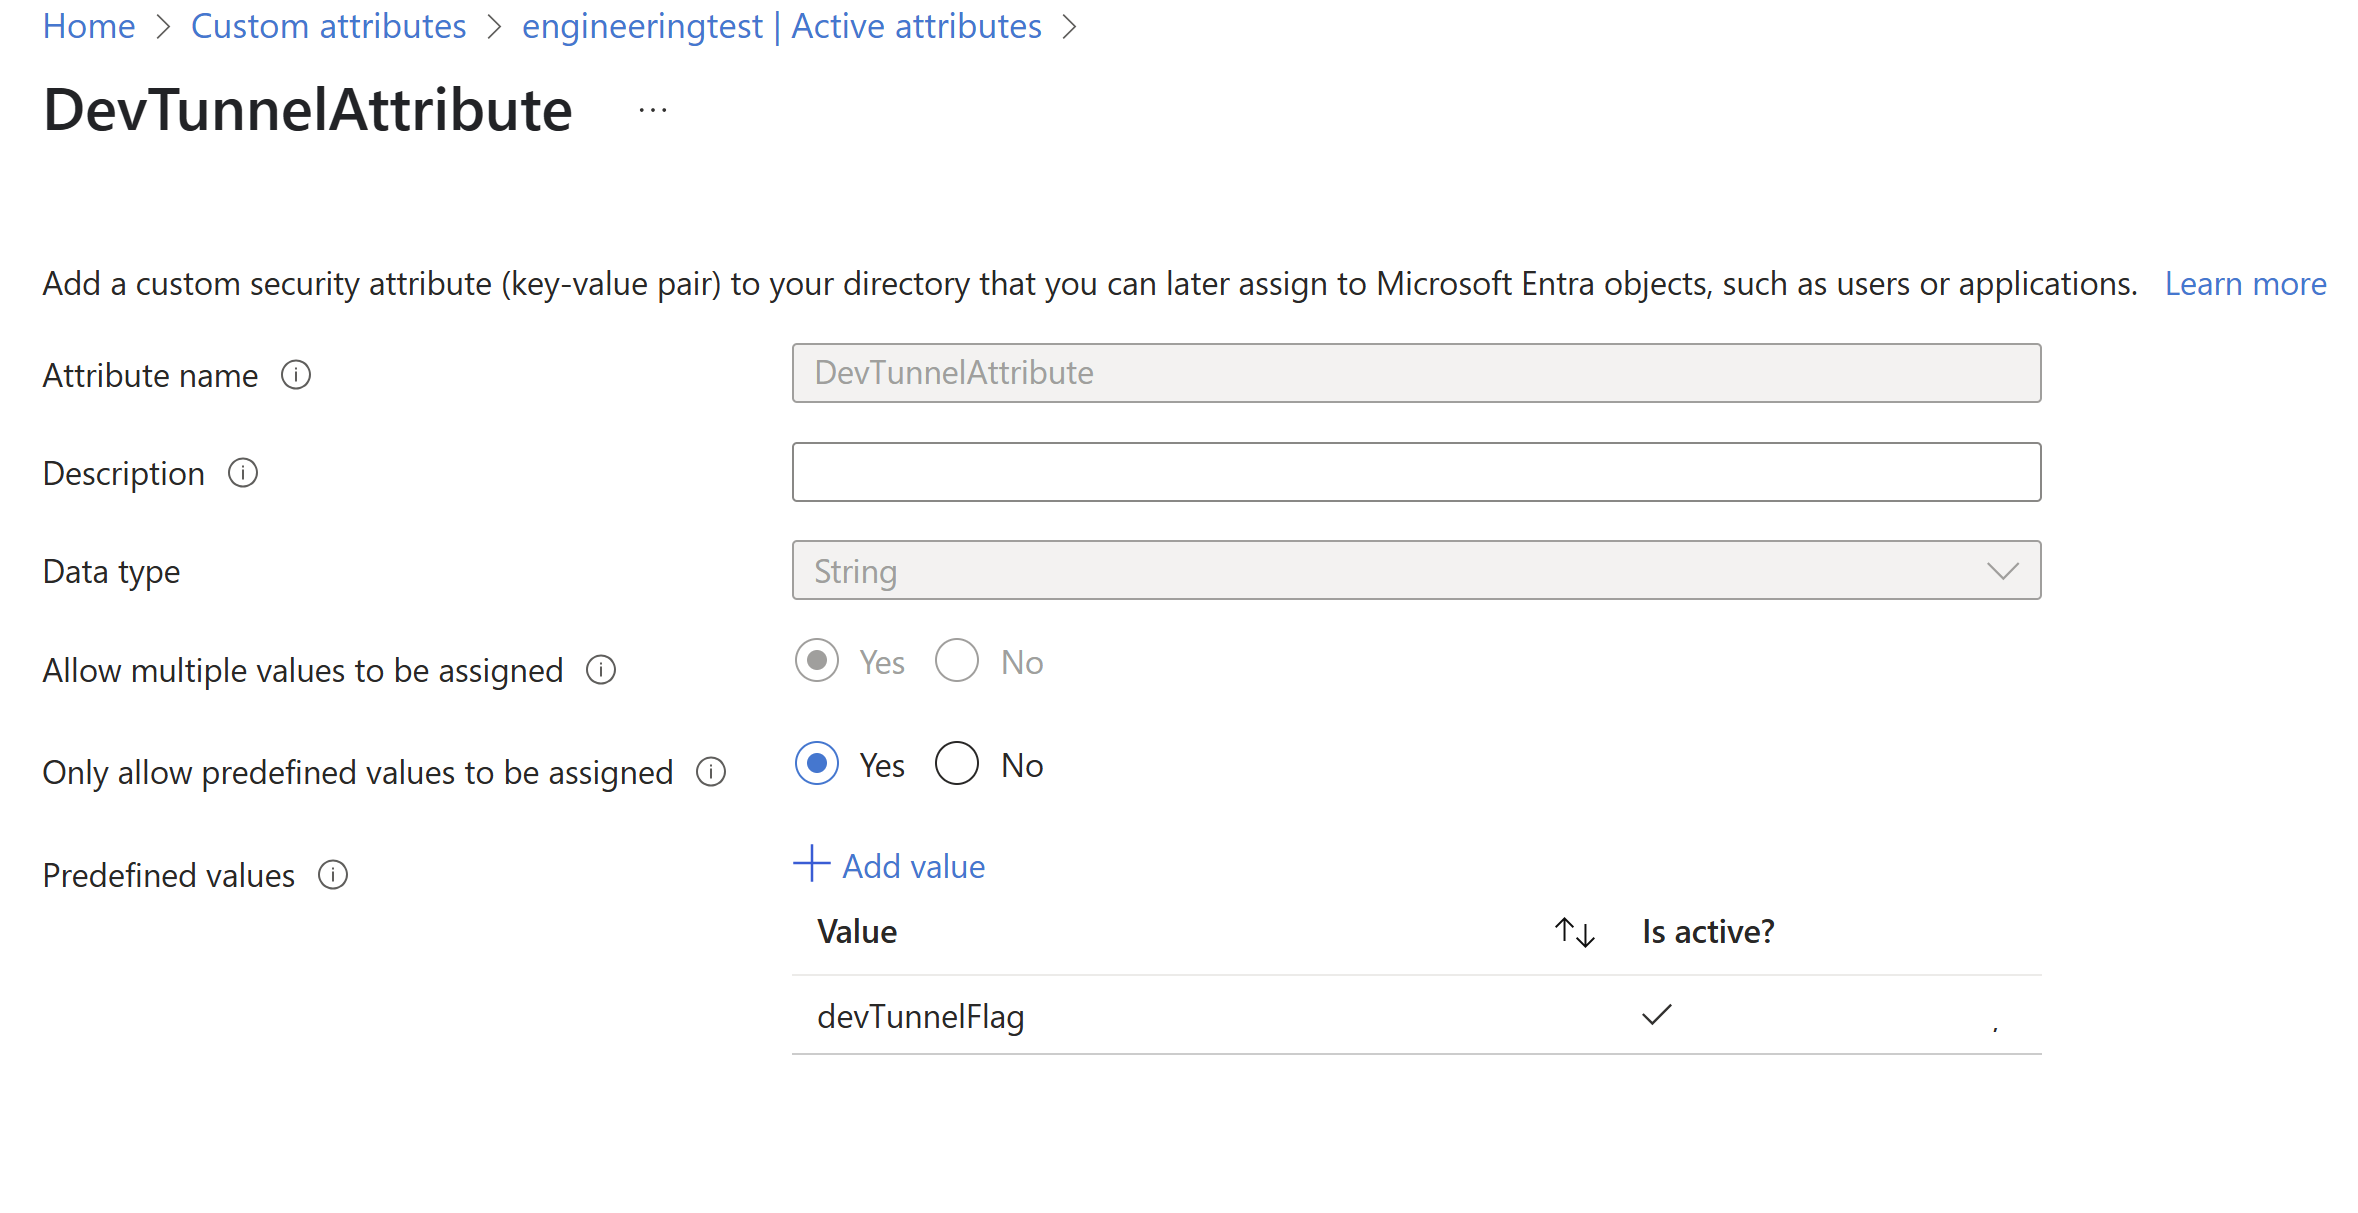 Home > Custom attributes > engineeringtest | Active attributes >
DevTunnelAttribute ...
Add a custom security attribute (key-value pair) to your directory that you can later assign to Microsoft Entra objects, such as users or applications. Learn more
Attribute name DevTunnelAttribute
Description
Data type String
Allow multiple values to be assigned Yes No
Only allow predefined values to be assigned Yes No
Predefined values + Add value
Value Is active?
devTunnelFlag